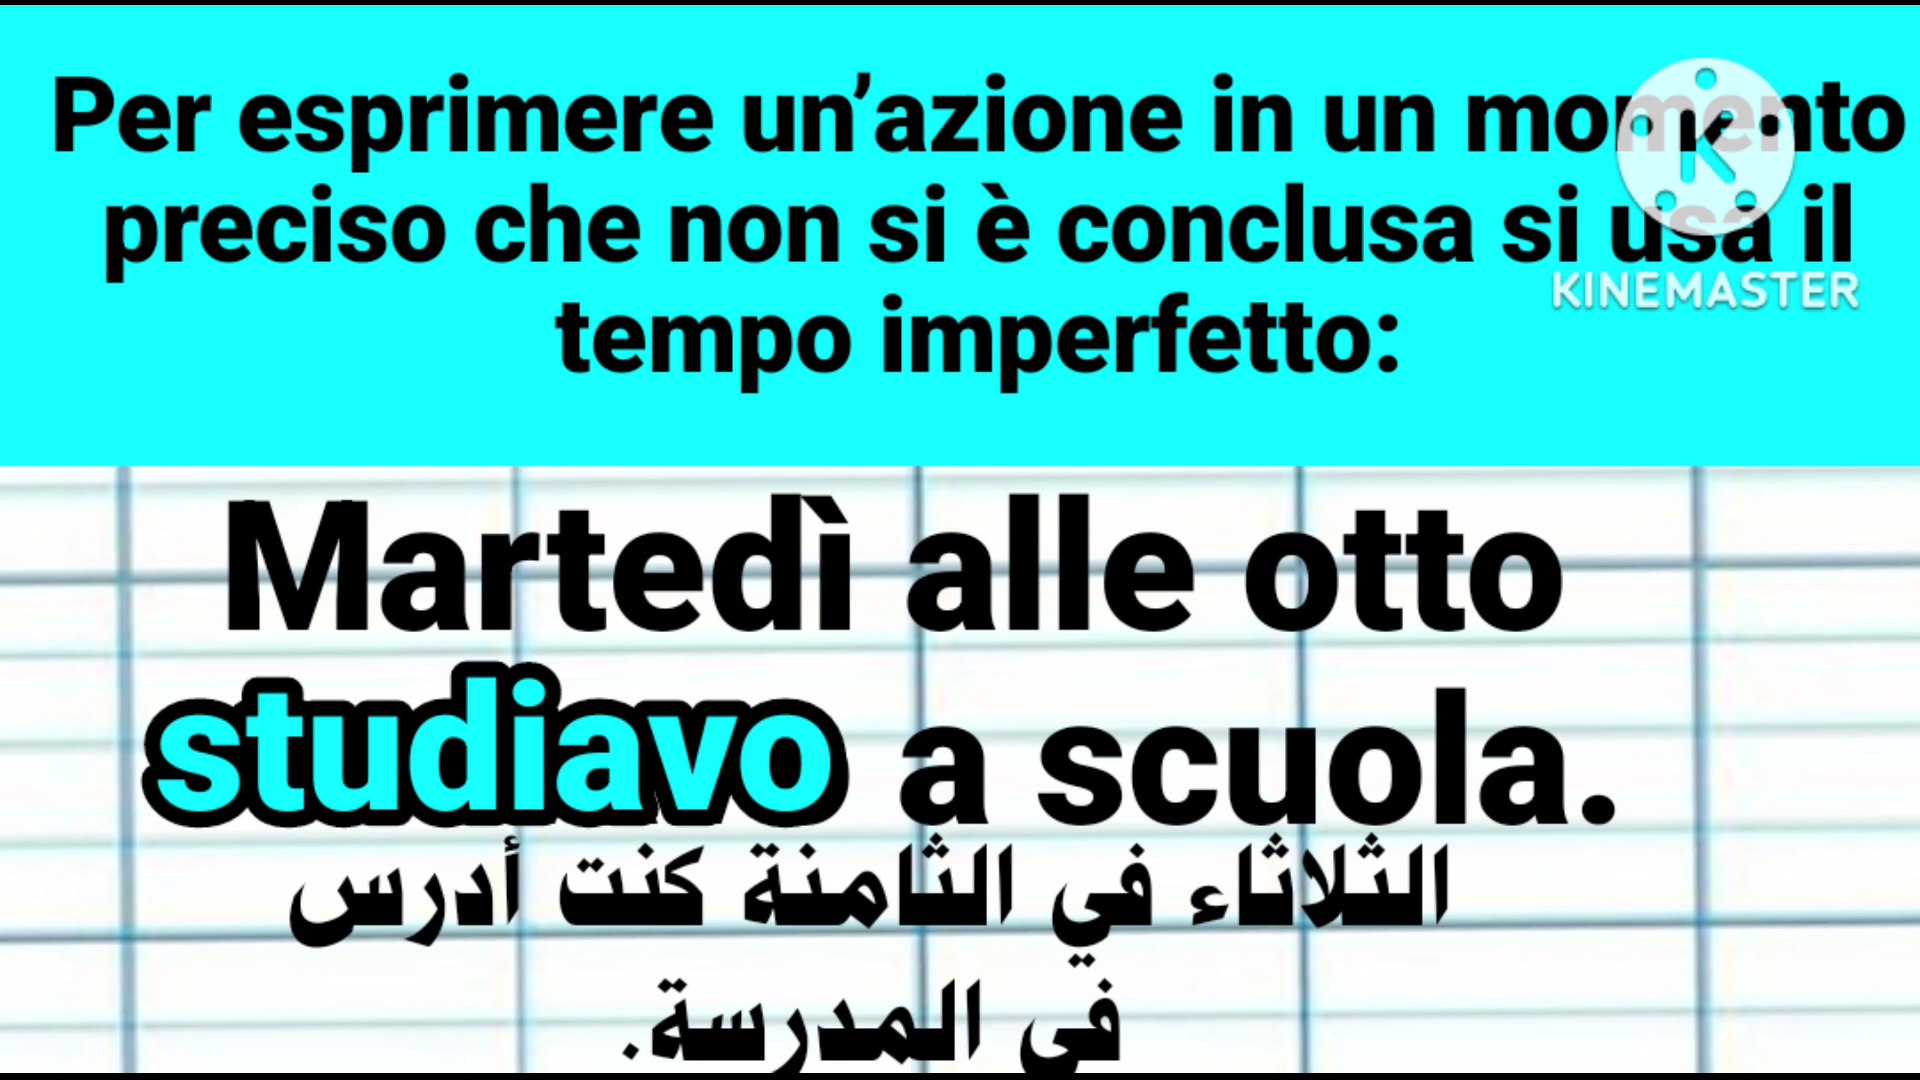 Per esprimere un’azione in un momento
preciso che non si è conclusa si usa il
tempo imperfetto:
KINEMASTER
Martedì alle otto
studiavo a scuola.
الثلاثاء في الثامنة كنت أدرس
في المدرسة.